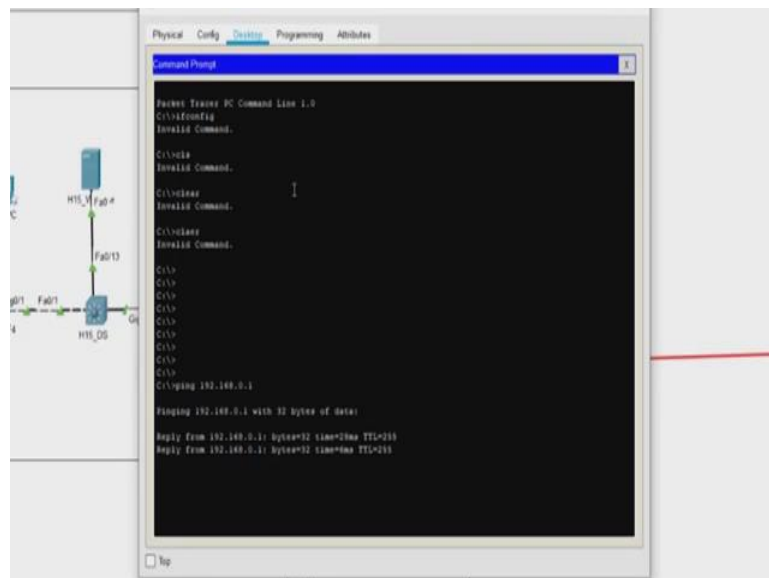 Physical Config Desktop Programming Attributes
Command Prompt
X
Packet Tracer PC Command Line 1.0
C:\>ifconfig
Invalid Command.
C:\>cls
Invalid Command.
C:\>clear
Invalid Command.
C:\>claer
Invalid Command.
C:\>
C:\>
C:\>
C:\>
C:\>
C:\>
C:\>
C:\>
C:\>
C:\>ping 192.168.0.1
Pinging 192.168.0.1 with 32 bytes of data:
Reply from 192.168.0.1: bytes=32 time=28ms TTL=255
Reply from 192.168.0.1: bytes=32 time=6ms TTL=255
Top
Fa0
Fa0/13
Fa0/1
H15_DS